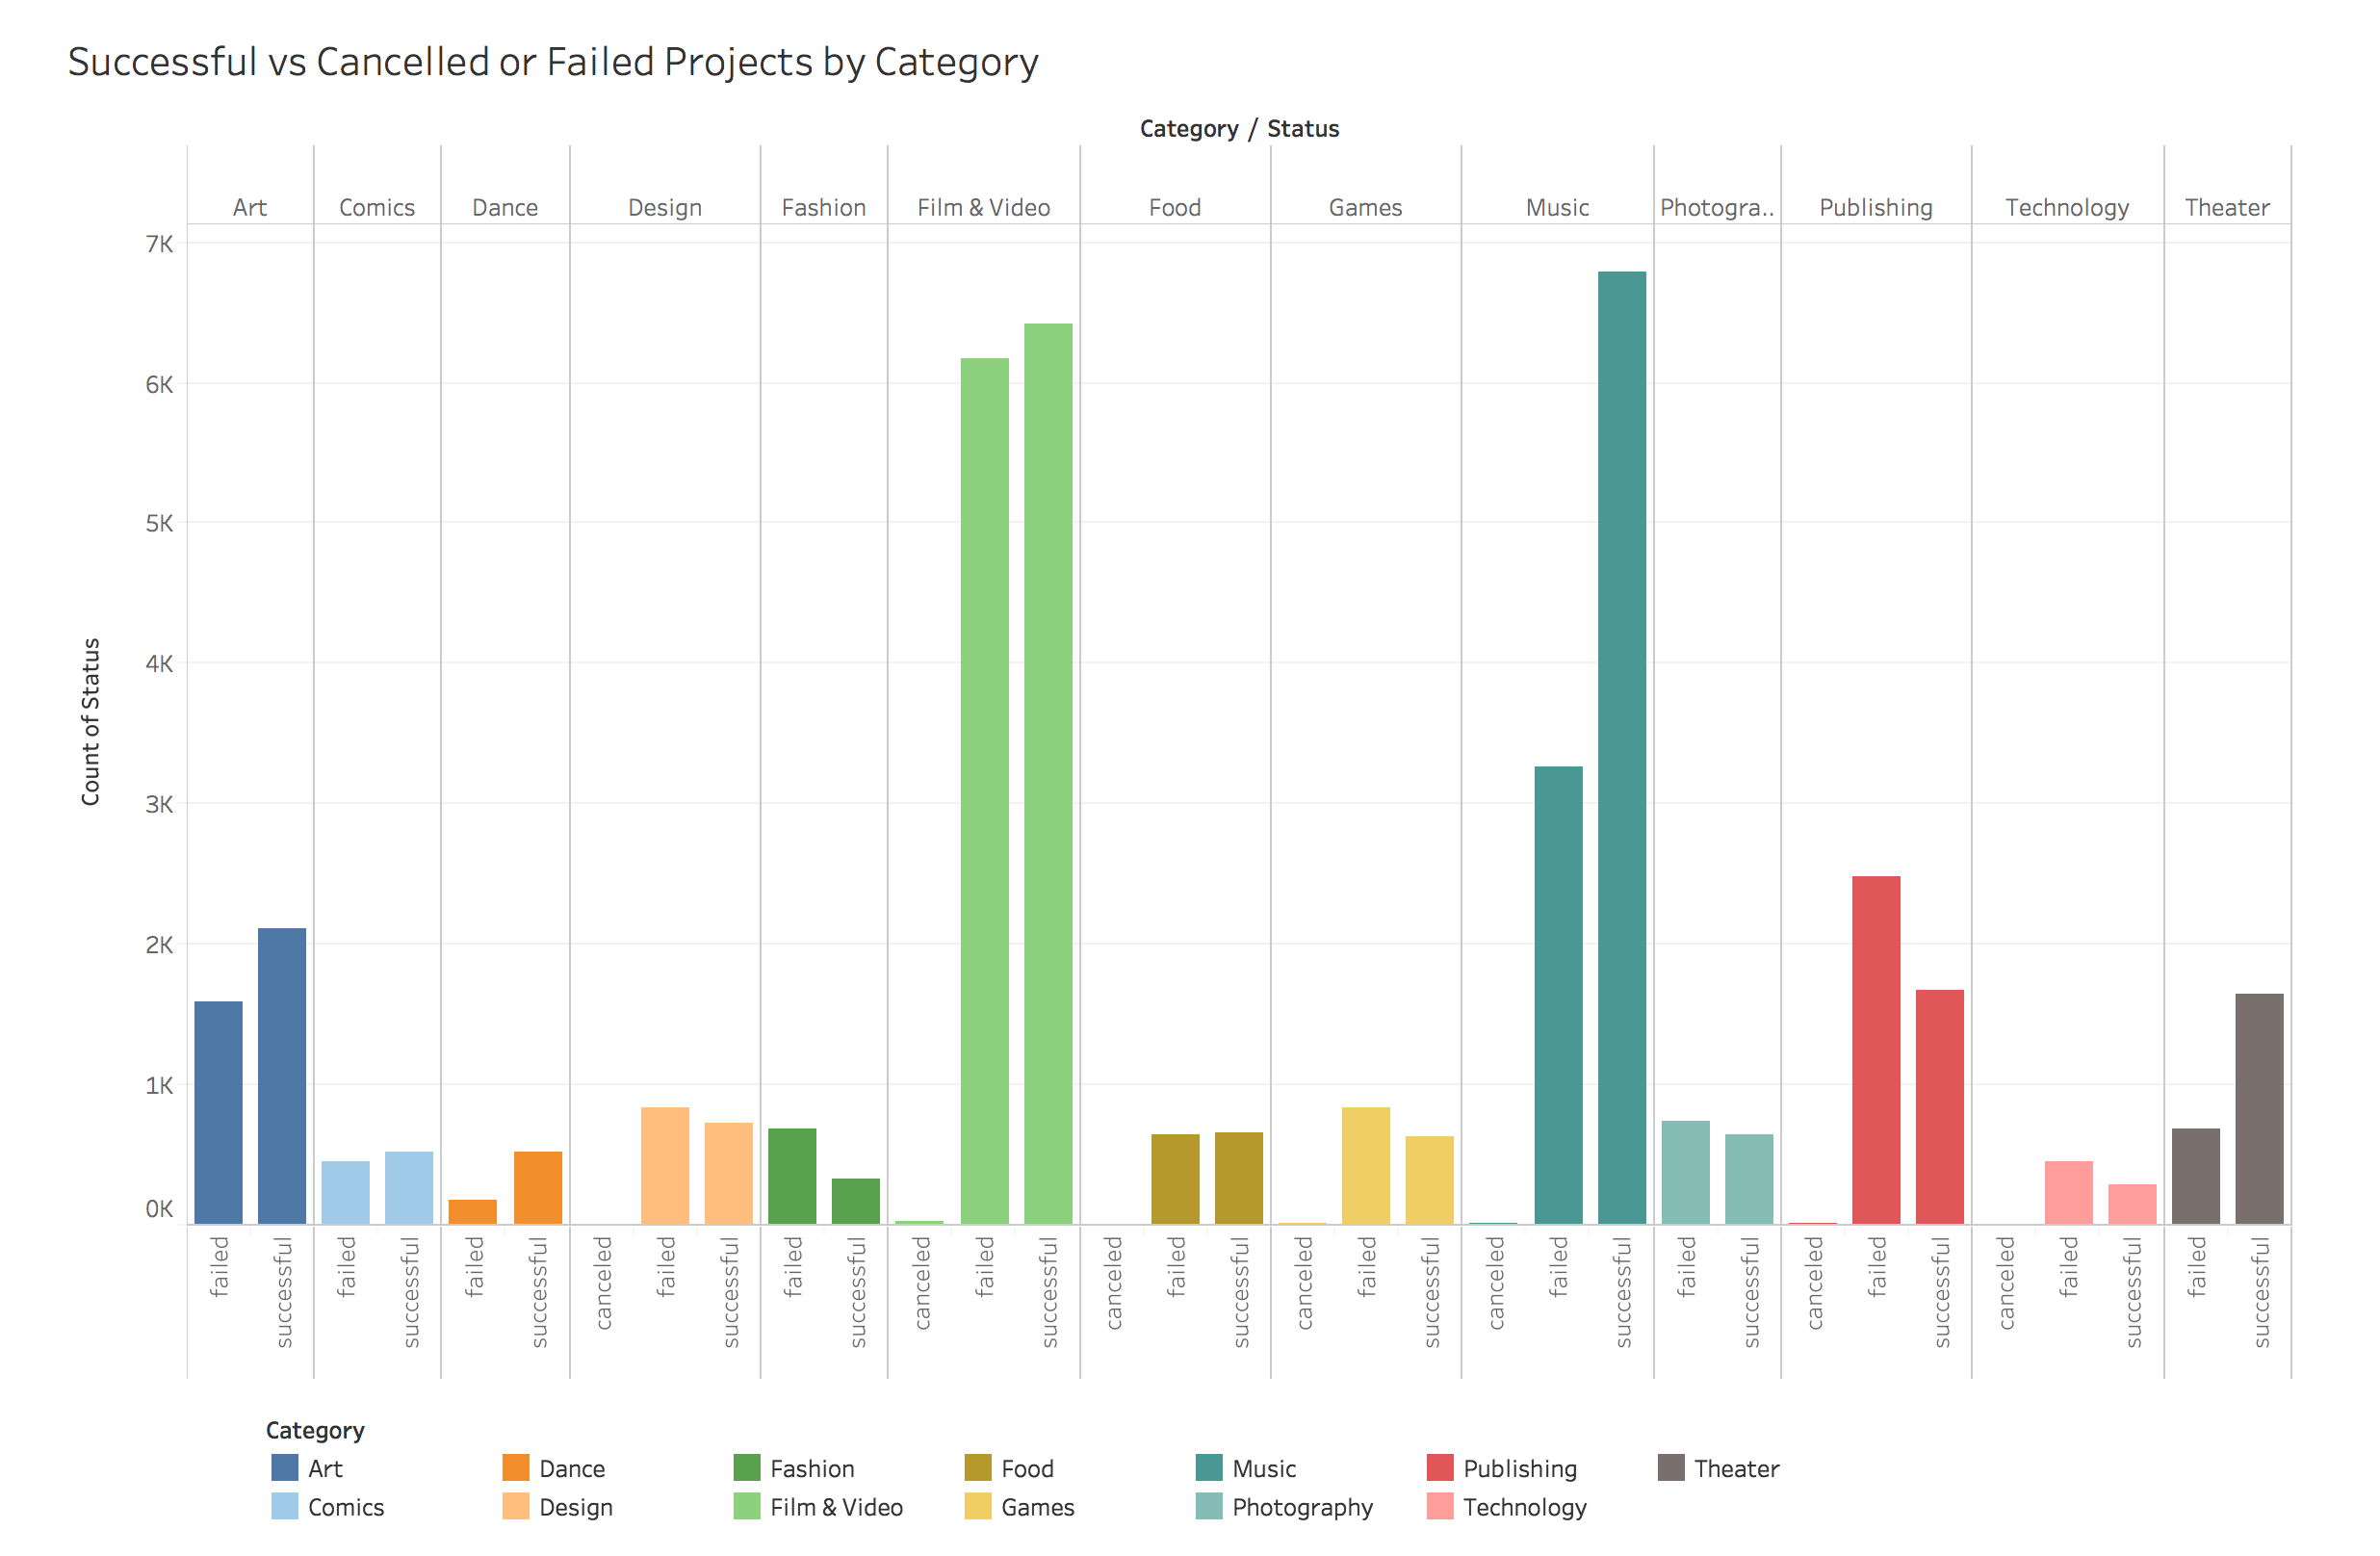 Successful vs Cancelled or Failed Projects by Category
Category / Status
Art Comics Dance Design Fashion Film & Video Food Games Music Photogra.. Publishing Technology Theater
7K
6K
5K
4K
3K
2K
1K
0K
Count of Status
failed successful failed successful failed successful canceled failed successful failed successful canceled failed successful canceled failed successful canceled failed successful canceled failed successful failed successful canceled failed successful canceled failed successful failed successful
Category
Art Dance Fashion Food Music Publishing Theater
Comics Design Film & Video Games Photography Technology